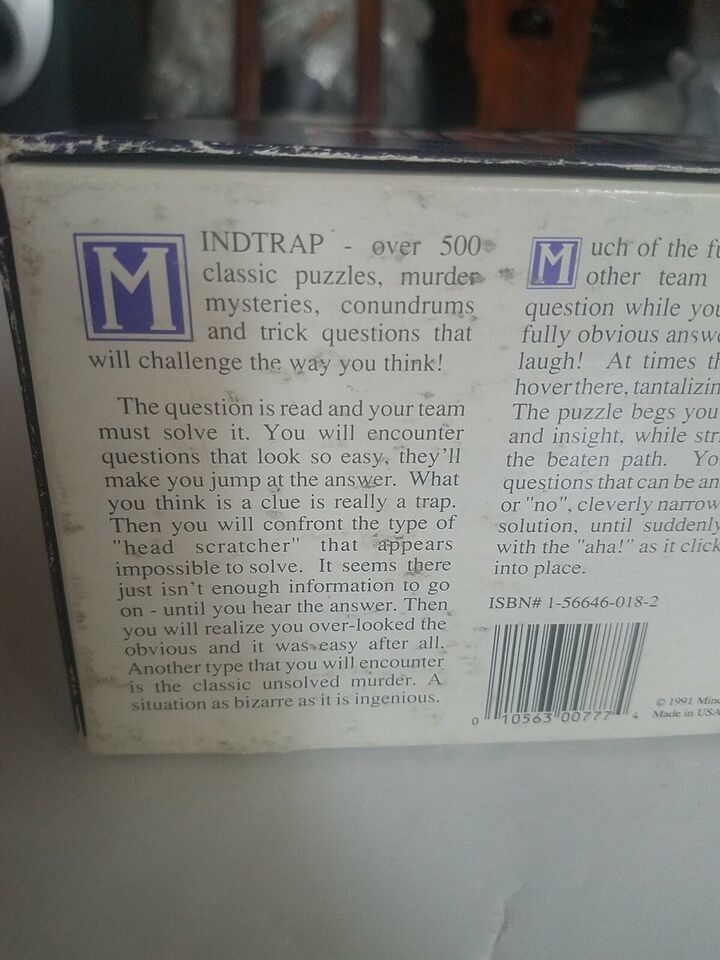 MINDTRAP - over 500
classic puzzles, murder
mysteries, conundrums
and trick questions that
will challenge the way you think!
The question is read and your team
must solve it. You will encounter
questions that look so easy, they'll
make you jump at the answer. What
you think is a clue is really a trap.
Then you will confront the type of
"head scratcher" that appears
impossible to solve. It seems there
just isn't enough information to go
on - until you hear the answer. Then
you will realize you over-looked the
obvious and it was easy after all.
Another type that you will encounter
is the classic unsolved murder. A
situation as bizarre as it is ingenious.
Much of the
other team
question while
fully obvious
laugh! At times
hover there,
The puzzle begs you
and insight, while
the beaten path.
questions that can be
or "no", cleverly
solution, until suddenly
with the "aha!" as it
into place.
ISBN# 1-56646-018-2
0 10563 00777 4
© 1991
Made in USA